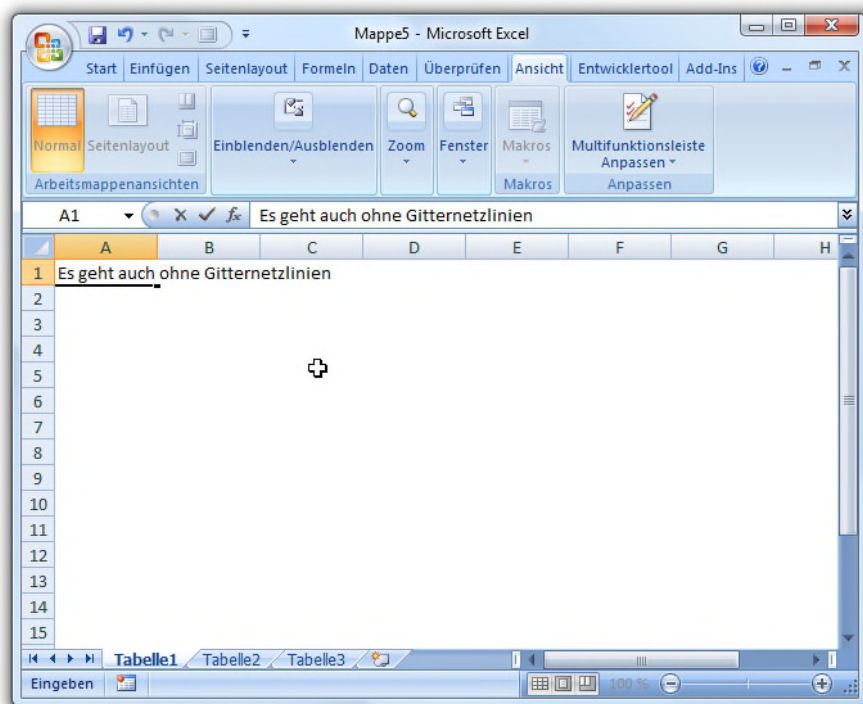 Mappe5 - Microsoft Excel
Start Einfügen Seitenlayout Formeln Daten Überprüfen Ansicht Entwicklertool Add-Ins
Normal Seitenlayout
Einblenden/Ausblenden
Zoom
Fenster
Makros
Multifunktionsleiste
Anpassen
Arbeitsmappenansichten
Makros
Anpassen
A1 fx Es geht auch ohne Gitternetzlinien
A B C D E F G H
1 Es geht auch ohne Gitternetzlinien
2
3
4
5
6
7
8
9
10
11
12
13
14
15
Tabelle1 Tabelle2 Tabelle3
Eingeben 100 %